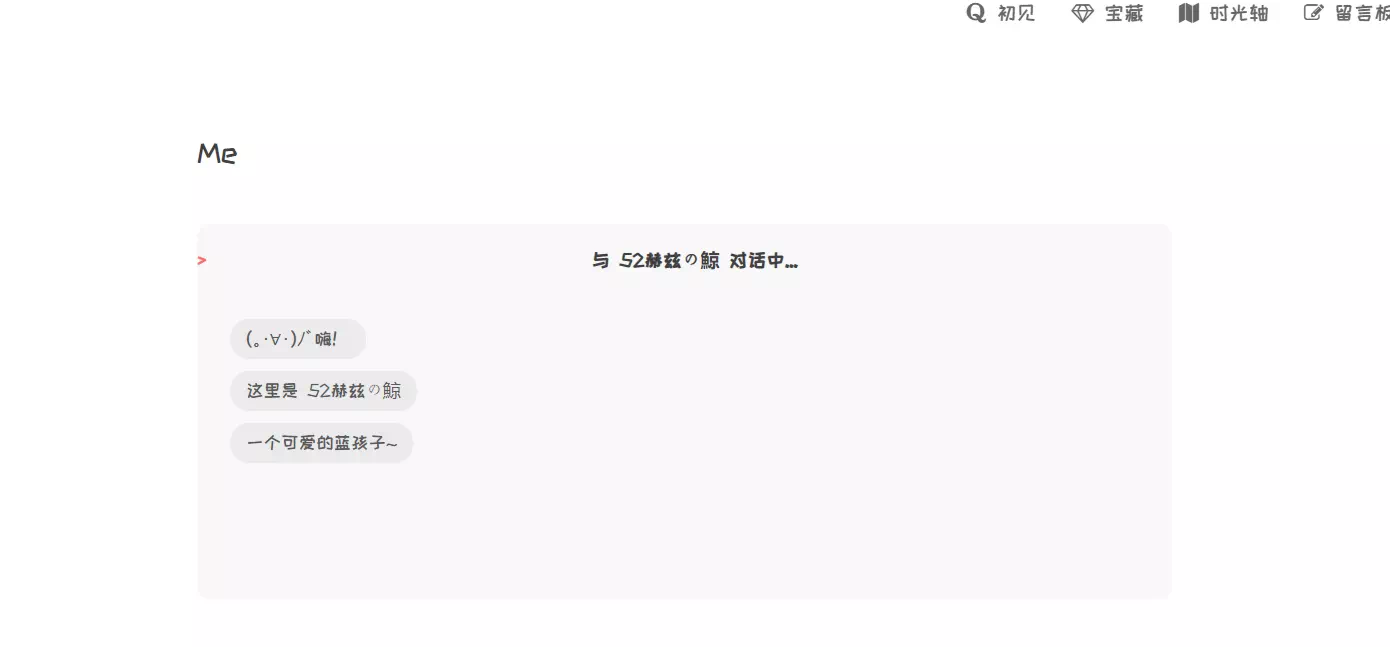 初见 宝藏 时光轴 留言板
Me
> 与 52赫兹の鲸 对话中...
(｡･∀･)ﾉﾞ嗨!
这里是 52赫兹の鲸
一个可爱的蓝孩子~